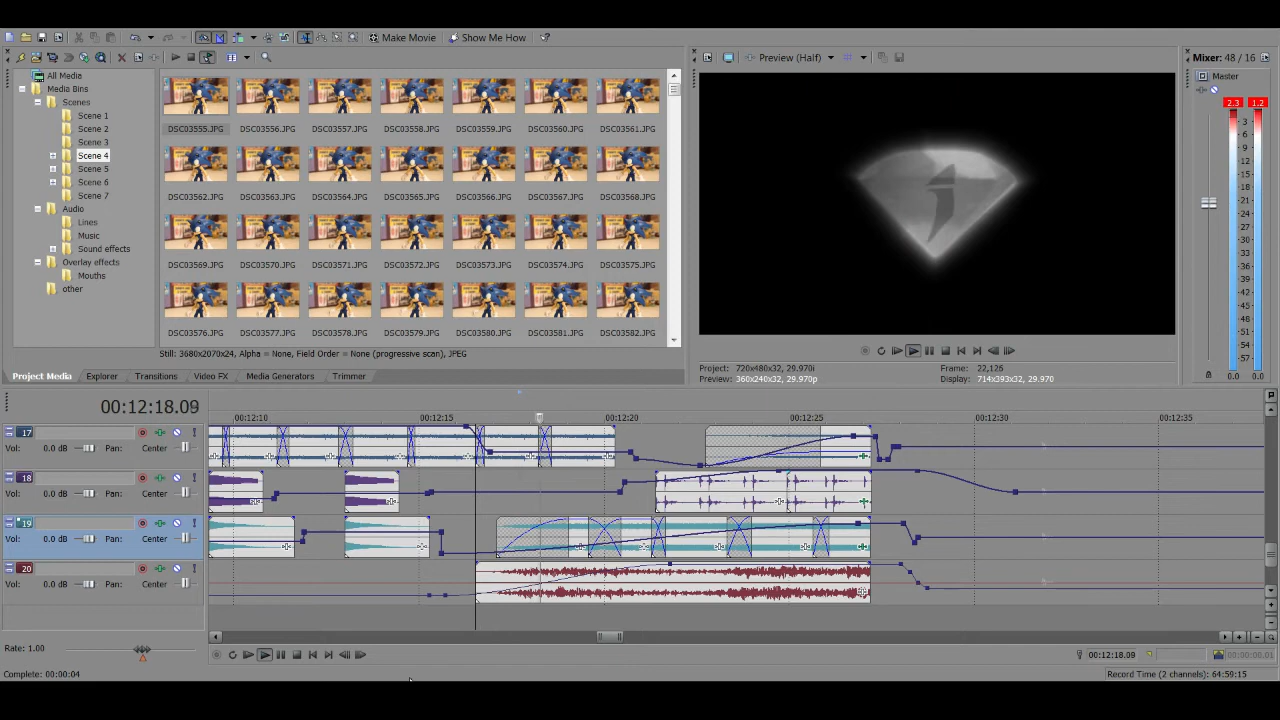 Make Movie Show Me How
Preview (Half)
Mixer: 48 / 16
Master
All Media
Media Bins
Scenes
Scene 1
Scene 2
Scene 3
Scene 4
Scene 5
Scene 6
Scene 7
Audio
Lines
Music
Sound effects
Overlay effects
Mouths
other
DSC03555.JPG DSC03556.JPG DSC03557.JPG DSC03558.JPG DSC03559.JPG DSC03560.JPG DSC03561.JPG
DSC03562.JPG DSC03563.JPG DSC03564.JPG DSC03565.JPG DSC03566.JPG DSC03567.JPG DSC03568.JPG
DSC03569.JPG DSC03570.JPG DSC03571.JPG DSC03572.JPG DSC03573.JPG DSC03574.JPG DSC03575.JPG
DSC03576.JPG DSC03577.JPG DSC03578.JPG DSC03579.JPG DSC03580.JPG DSC03581.JPG DSC03582.JPG
Still: 3680x2070x24, Alpha = None, Field Order = None (progressive scan), JPEG
Project Media Explorer Transitions Video FX Media Generators Trimmer
Project: 720x480x32, 29.970i
Preview: 360x240x32, 29.970p
Frame: 22,126
Display: 714x393x32, 29.970
2.3 1.2
3
6
9
12
15
18
21
24
27
30
33
36
39
42
45
48
51
54
57
0.0 0.0
00:12:18.09
00:12:10 00:12:15 00:12:20 00:12:25 00:12:30 00:12:35
17
Vol: 0.0 dB Pan: Center
18
Vol: 0.0 dB Pan: Center
19
Vol: 0.0 dB Pan: Center
20
Vol: 0.0 dB Pan: Center
Rate: 1.00
00:12:18.09 00:00:00.01
Complete: 00:00:04
Record Time (2 channels): 64:59:15